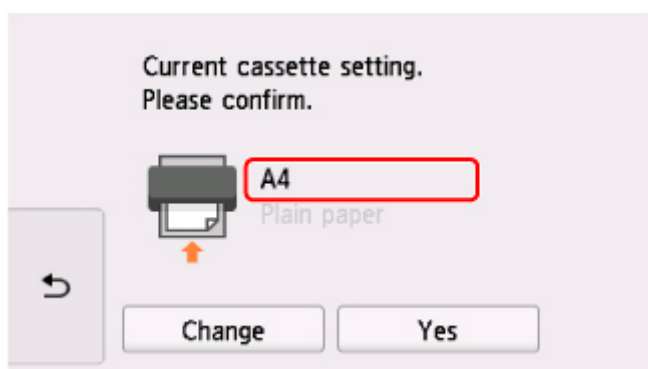 Current cassette setting.
Please confirm.
A4
Plain paper
Change
Yes